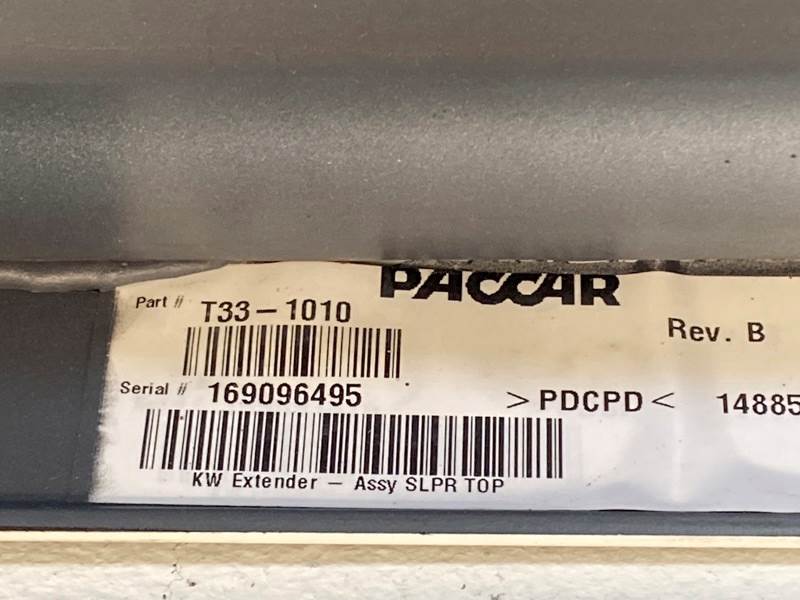 PACCAR
Part # T33-1010
Rev. B
Serial # 169096495 >PDCPD< 14885
KW Extender - Assy SLPR TOP